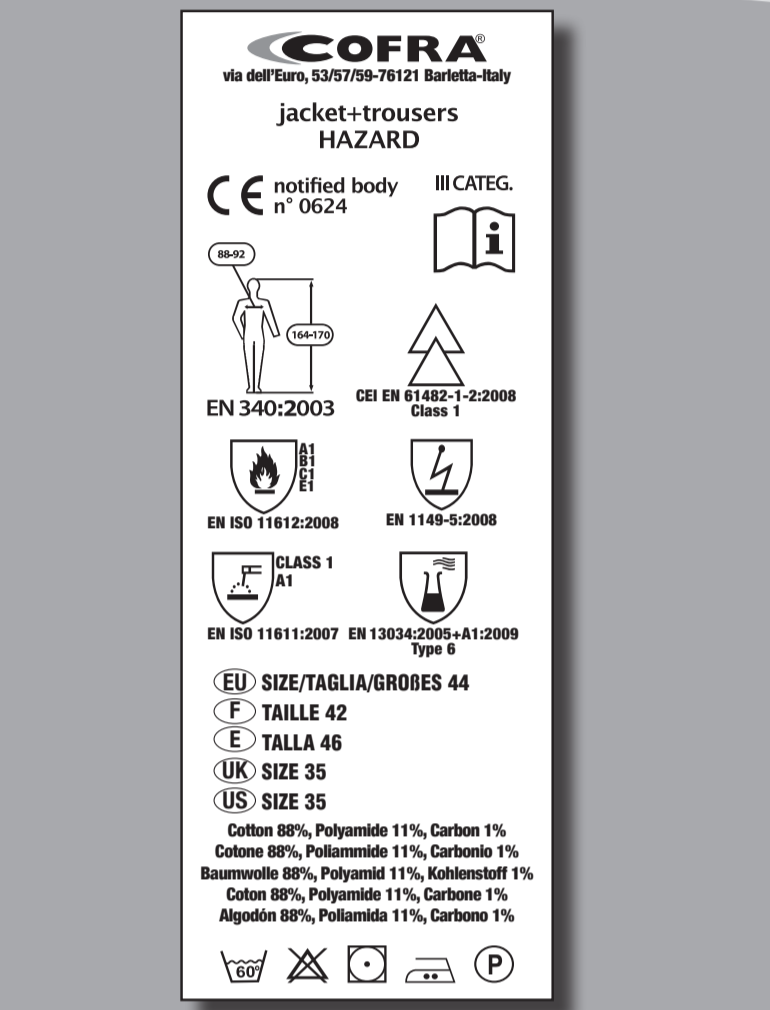 COFRA®
via dell'Euro, 53/57/59-76121 Barletta-Italy
jacket+trousers
HAZARD
CE notified body
n° 0624
III CATEG.
i
88-92
164-170
EN 340:2003
CEI EN 61482-1-2:2008
Class 1
A1
B1
C1
E1
EN ISO 11612:2008
EN 1149-5:2008
CLASS 1
A1
EN ISO 11611:2007
EN 13034:2005+A1:2009
Type 6
EU SIZE/TAGLIA/GROßES 44
F TAILLE 42
E TALLA 46
UK SIZE 35
US SIZE 35
Cotton 88%, Polyamide 11%, Carbon 1%
Cotone 88%, Poliammide 11%, Carbonio 1%
Baumwolle 88%, Polyamid 11%, Kohlenstoff 1%
Coton 88%, Polyamide 11%, Carbone 1%
Algodón 88%, Poliamida 11%, Carbono 1%
60° P